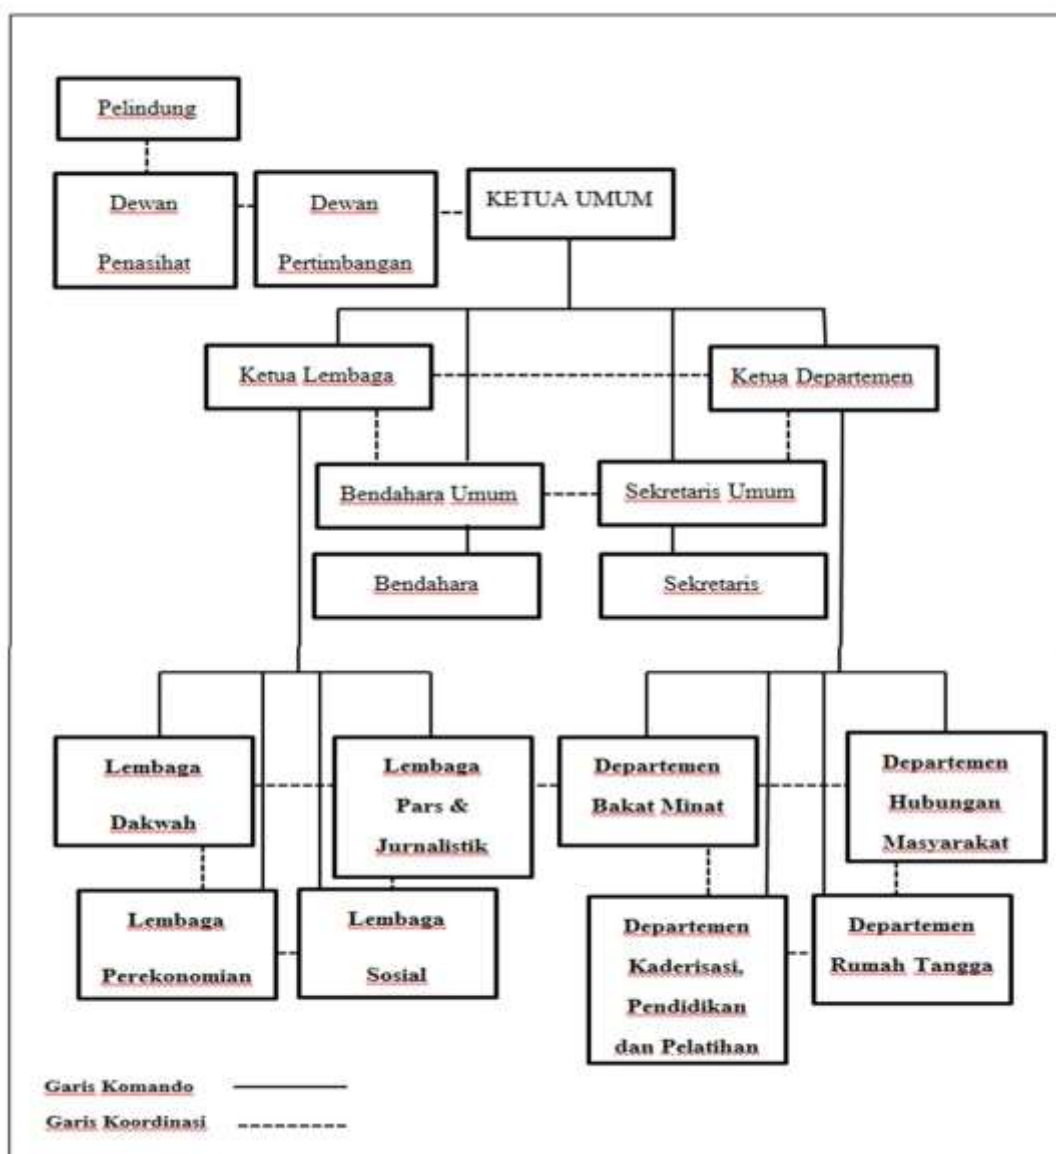 Pelindung
Dewan
Penasihat
Dewan
Pertimbangan
KETUA UMUM
Ketua Lembaga
Ketua Departemen
Bendahara Umum
Sekretaris Umum
Bendahara
Sekretaris
Lembaga
Dakwah
Lembaga
Pars &
Jurnalistik
Departemen
Bakat Minat
Departemen
Hubungan
Masyarakat
Lembaga
Perekonomian
Lembaga
Sosial
Departemen
Kaderisasi,
Pendidikan
dan Pelatihan
Departemen
Rumah Tangga
Garis Komando
Garis Koordinasi